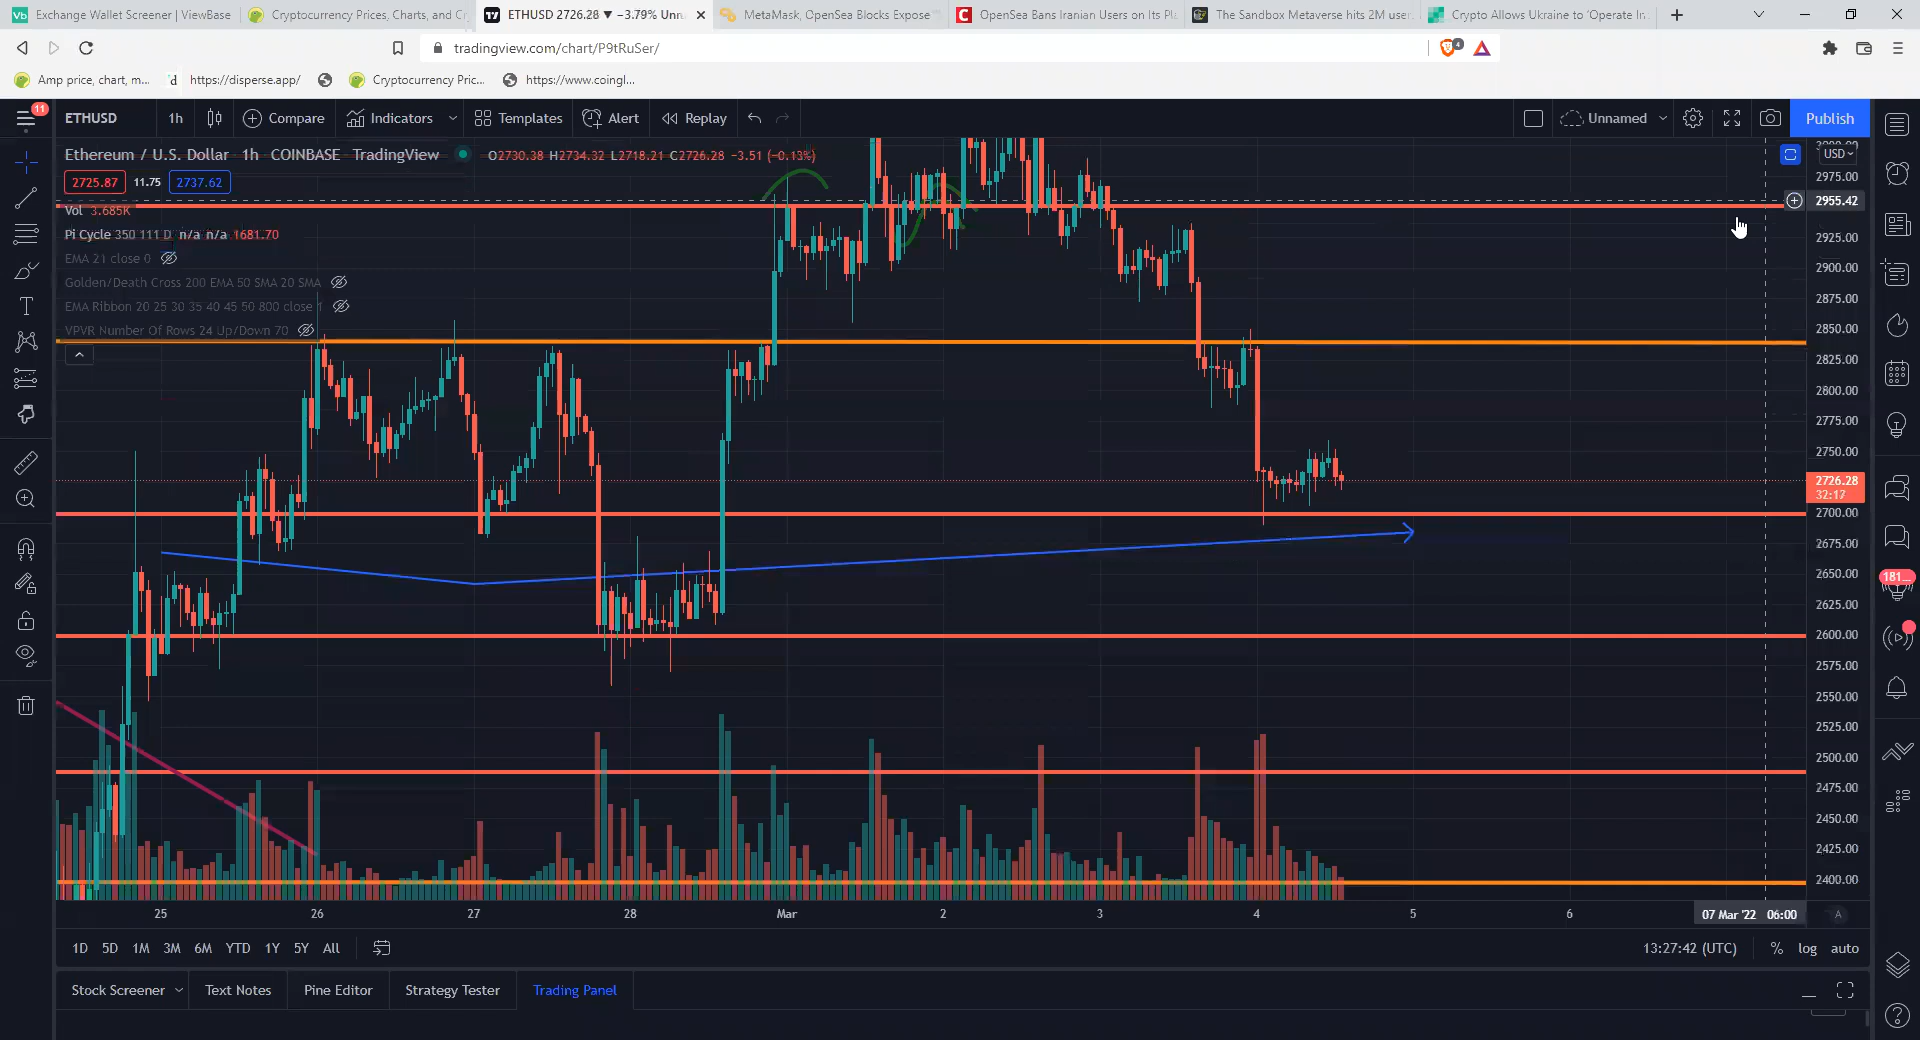 Exchange Wallet Screener | ViewBase
Cryptocurrency Prices, Charts, and Cr
ETHUSD 2726.28 ▼ −3.79% Unn
MetaMask, OpenSea Blocks Expose
OpenSea Bans Iranian Users on Its Pl
The Sandbox Metaverse hits 2M user
Crypto Allows Ukraine to 'Operate In
tradingview.com/chart/P9tRuSer/
4
Amp price, chart, m...
d https://disperse.app/
Cryptocurrency Pric...
https://www.coingl...
11
ETHUSD
1h
Compare
Indicators
Templates
Alert
Replay
Unnamed
Publish
Ethereum / U.S. Dollar · 1h · COINBASE · TradingView
O2730.38 H2734.32 L2718.21 C2726.28 −3.51 (−0.13%)
USD
2725.87 11.75 2737.62
Vol 3.685K
Pi Cycle 350 111 D n/a n/a 1681.70
EMA 21 close 0
Golden/Death Cross 200 EMA 50 SMA 20 SMA
EMA Ribbon 20 25 30 35 40 45 50 800 close 1
VPVR Number Of Rows 24 Up/Down 70
3000.00
2975.00
2955.42
2925.00
2900.00
2875.00
2850.00
2825.00
2800.00
2775.00
2750.00
2726.28
32:17
2700.00
2675.00
2650.00
2625.00
2600.00
2575.00
2550.00
2525.00
2500.00
2475.00
2450.00
2425.00
2400.00
181...
25 26 27 28 Mar 2 3 4 5 6
07 Mar '22 06:00
A
1D 5D 1M 3M 6M YTD 1Y 5Y All
13:27:42 (UTC)
% log auto
Stock Screener
Text Notes
Pine Editor
Strategy Tester
Trading Panel